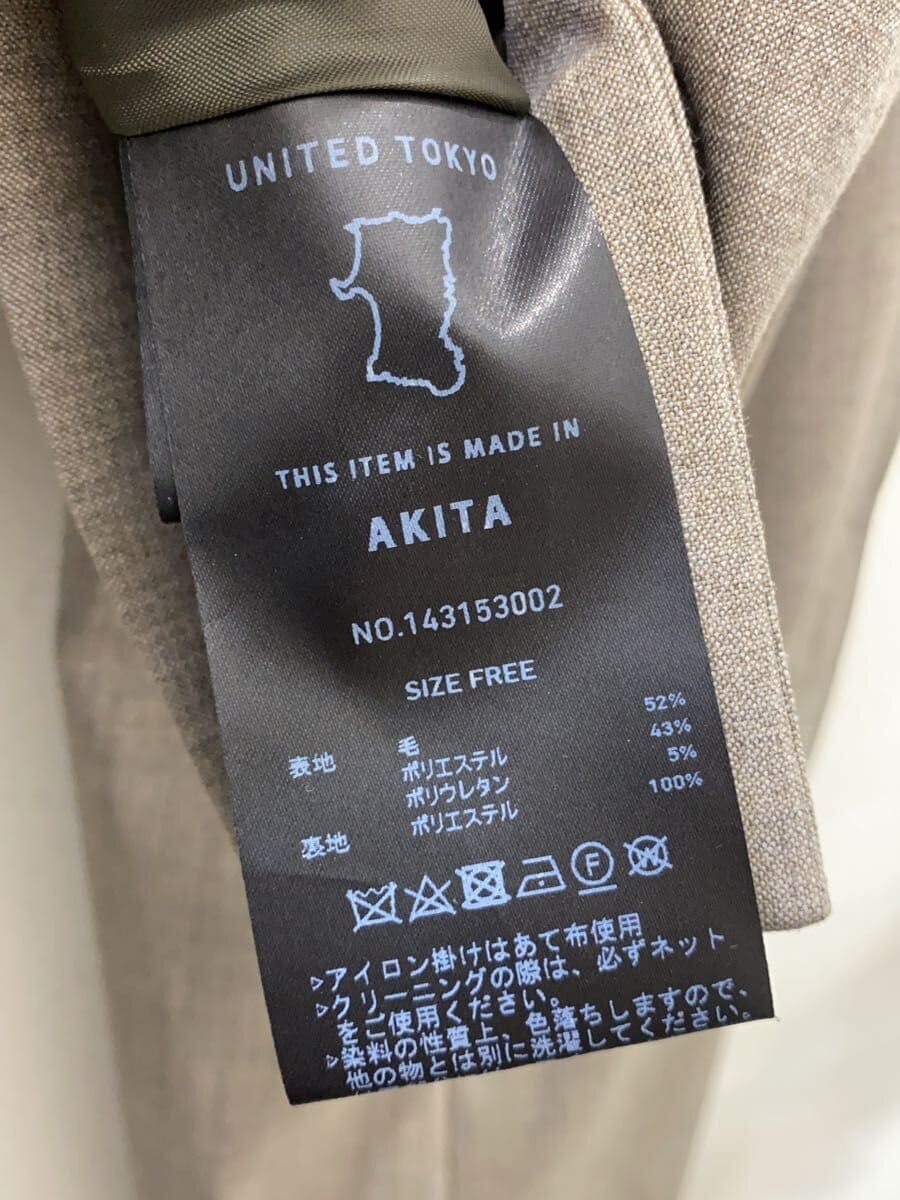 UNITED TOKYO
THIS ITEM IS MADE IN
AKITA
NO.143153002
SIZE FREE
表地 毛 52%
ポリエステル 43%
ポリウレタン 5%
裏地 ポリエステル 100%
F W
▷アイロン掛けはあて布使用
▷クリーニングの際は、必ずネット
をご使用ください。
▷染料の性質上、色落ちしますので、
他の物とは別に洗濯してください。